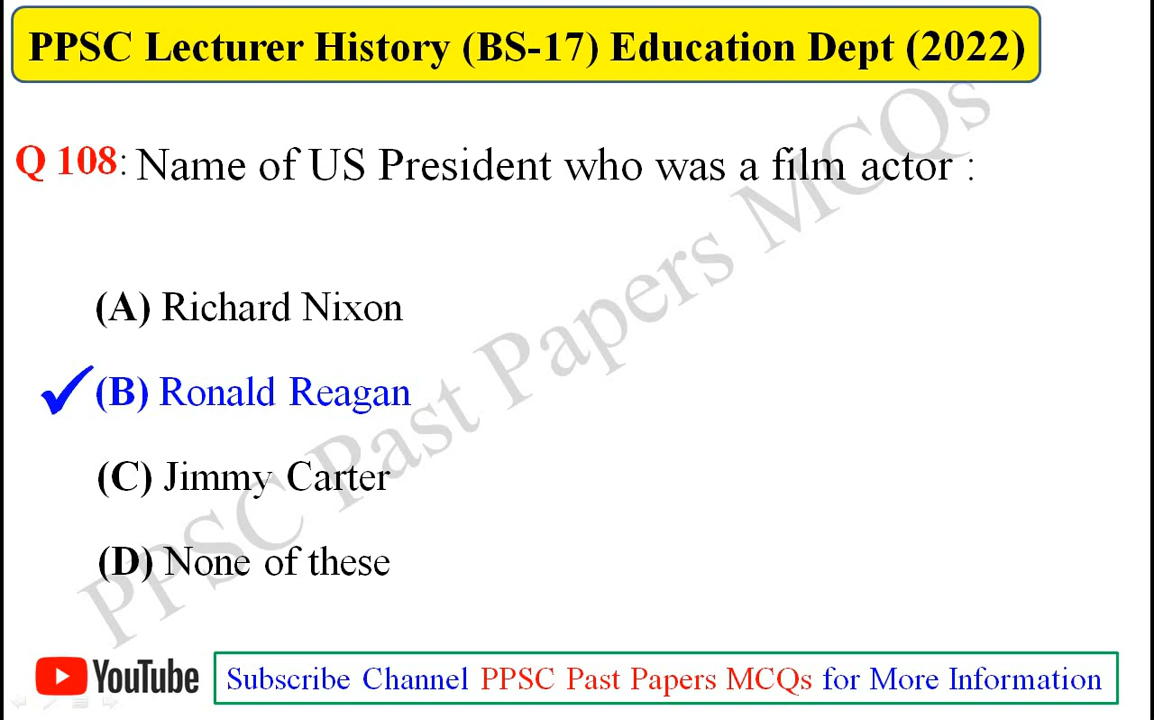 PPSC Lecturer History (BS-17) Education Dept (2022)
Q 108: Name of US President who was a film actor :
(A) Richard Nixon
(B) Ronald Reagan
(C) Jimmy Carter
(D) None of these
PPSC Past Papers MCQs
YouTube
Subscribe Channel PPSC Past Papers MCQs for More Information